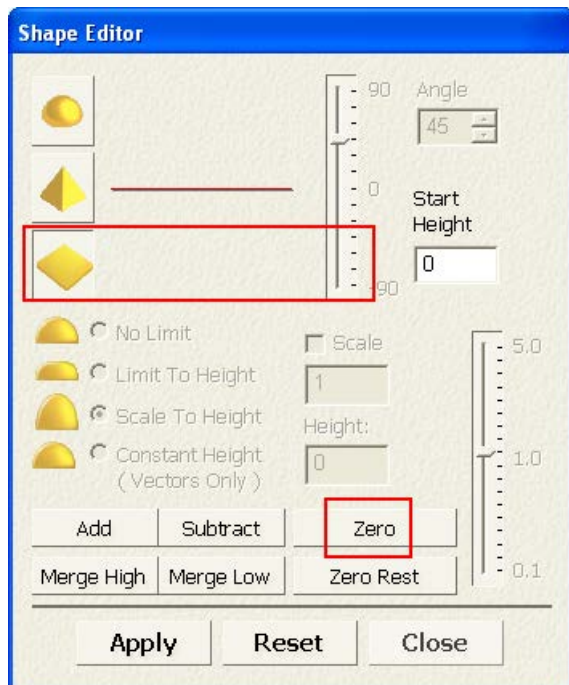 Shape Editor
90
Angle
45
0
Start
Height
0
-90
No Limit
Scale
5.0
Limit To Height
1
Scale To Height
Height:
Constant Height
1.0
( Vectors Only )
0
Add
Subtract
Zero
Merge High
Merge Low
Zero Rest
0.1
Apply
Reset
Close